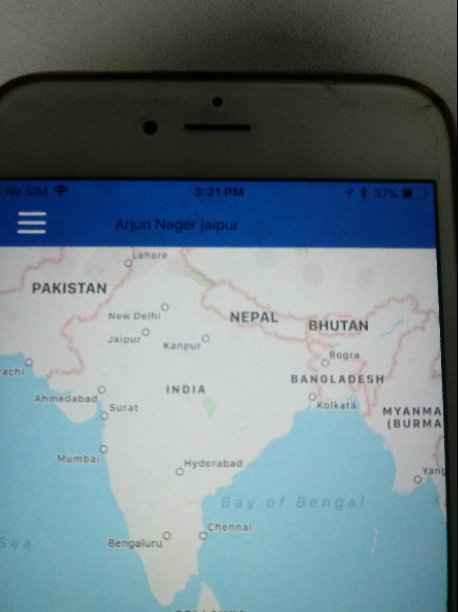 No SIM 3:21 PM 37%
Arjun Nager jaipur
Lahore
PAKISTAN
New Delhi
NEPAL
BHUTAN
Jaipur
Kanpur
Bogra
rachi
INDIA
BANGLADESH
Ahmedabad
Surat
Kolkata
MYANMA
(BURMA
Mumbai
Hyderabad
Yang
Bay of Bengal
Chennai
Sea
Bengaluru